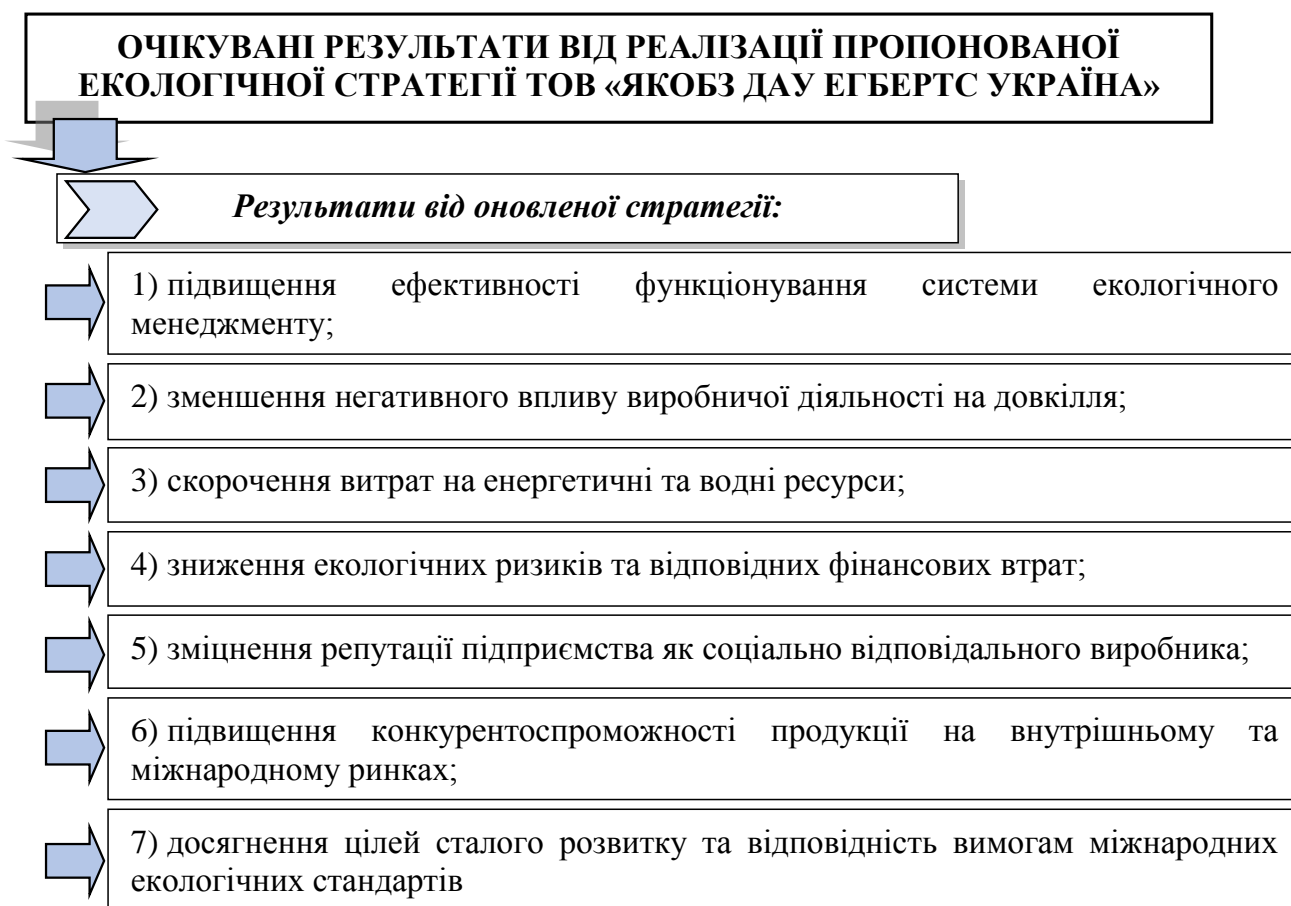 ОЧІКУВАНІ РЕЗУЛЬТАТИ ВІД РЕАЛІЗАЦІЇ ПРОПОНОВАНОЇ
ЕКОЛОГІЧНОЇ СТРАТЕГІЇ ТОВ «ЯКОБЗ ДАУ ЕГБЕРТС УКРАЇНА»
Результати від оновленої стратегії:
1) підвищення ефективності функціонування системи екологічного
менеджменту;
2) зменшення негативного впливу виробничої діяльності на довкілля;
3) скорочення витрат на енергетичні та водні ресурси;
4) зниження екологічних ризиків та відповідних фінансових втрат;
5) зміцнення репутації підприємства як соціально відповідального виробника;
6) підвищення конкурентоспроможності продукції на внутрішньому та
міжнародному ринках;
7) досягнення цілей сталого розвитку та відповідність вимогам міжнародних
екологічних стандартів